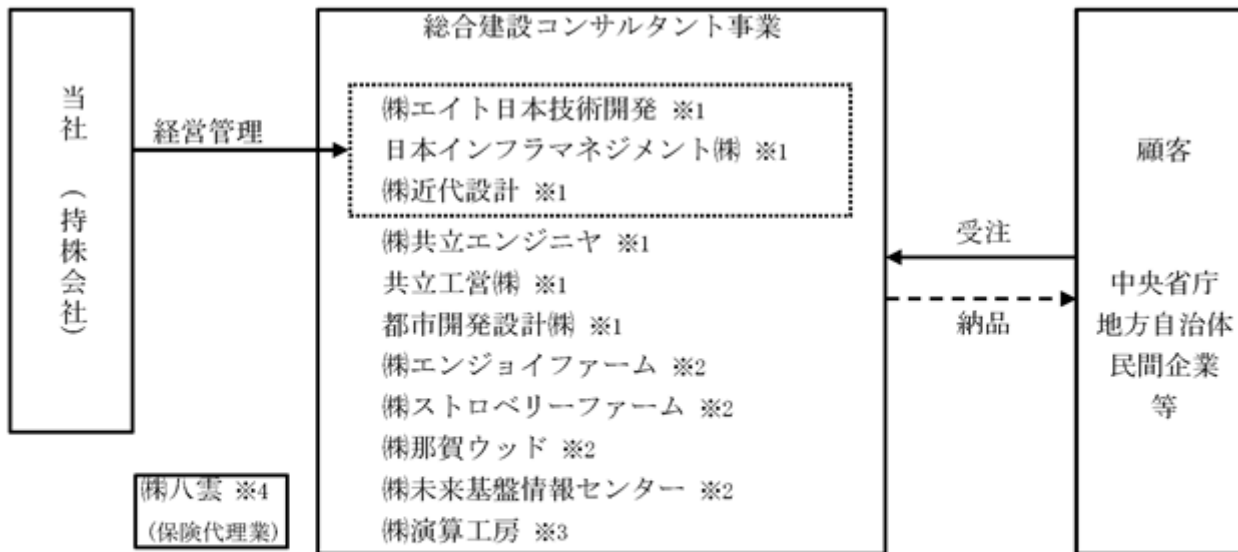 当社 (持株会社)
経営管理
㈱八雲 ※4
(保険代理業)
総合建設コンサルタント事業
㈱エイト日本技術開発 ※1
日本インフラマネジメント㈱ ※1
㈱近代設計 ※1
㈱共立エンジニヤ ※1
共立工営㈱ ※1
都市開発設計㈱ ※1
㈱エンジョイファーム ※2
㈱ストロベリーファーム ※2
㈱那賀ウッド ※2
㈱未来基盤情報センター ※2
㈱演算工房 ※3
受注
納品
顧客
中央省庁
地方自治体
民間企業
等